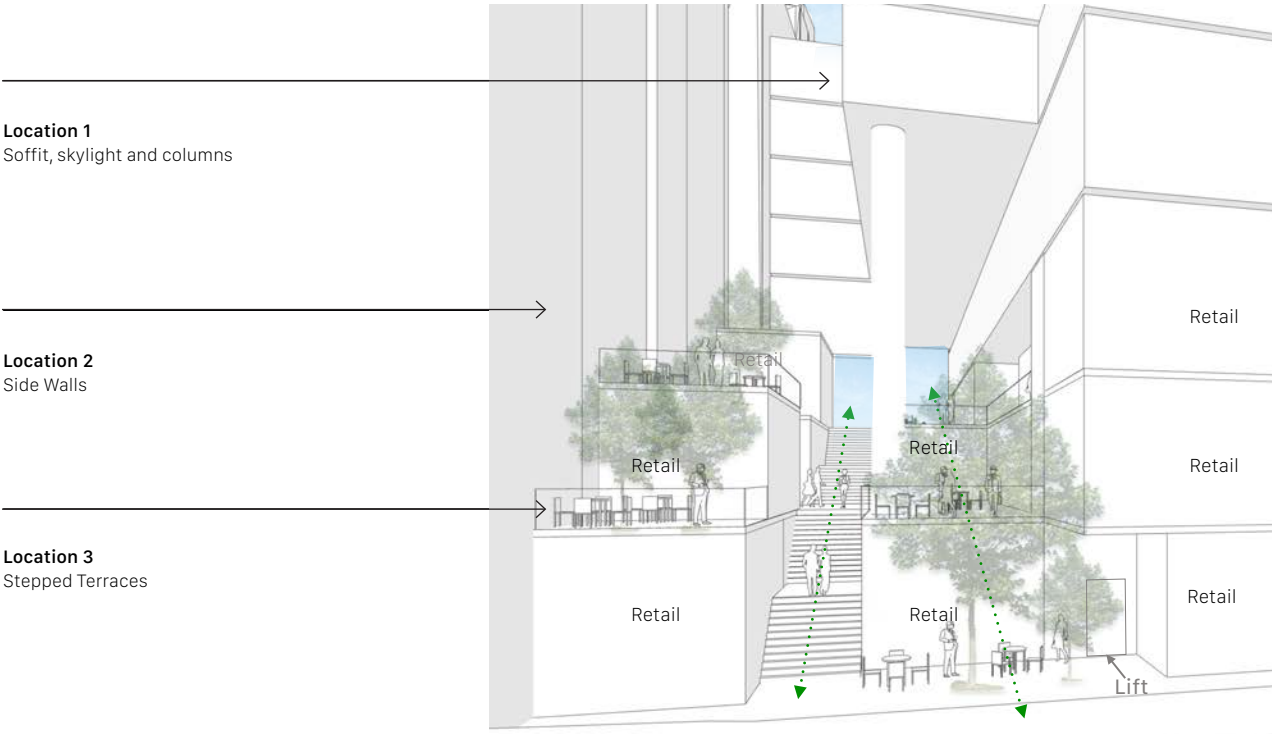 Location 1
Soffit, skylight and columns
Location 2
Side Walls
Location 3
Stepped Terraces
Retail
Retail
Retail
Retail
Retail
Retail
Retail
Retail
Lift